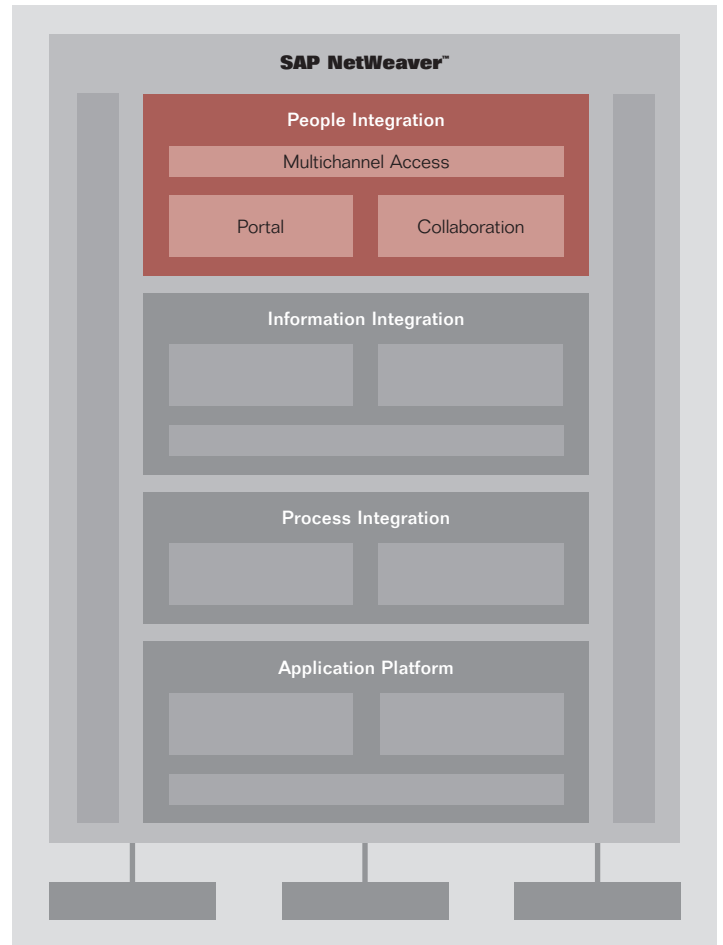 SAP NetWeaver™
People Integration
Multichannel Access
Portal
Collaboration
Information Integration
Process Integration
Application Platform